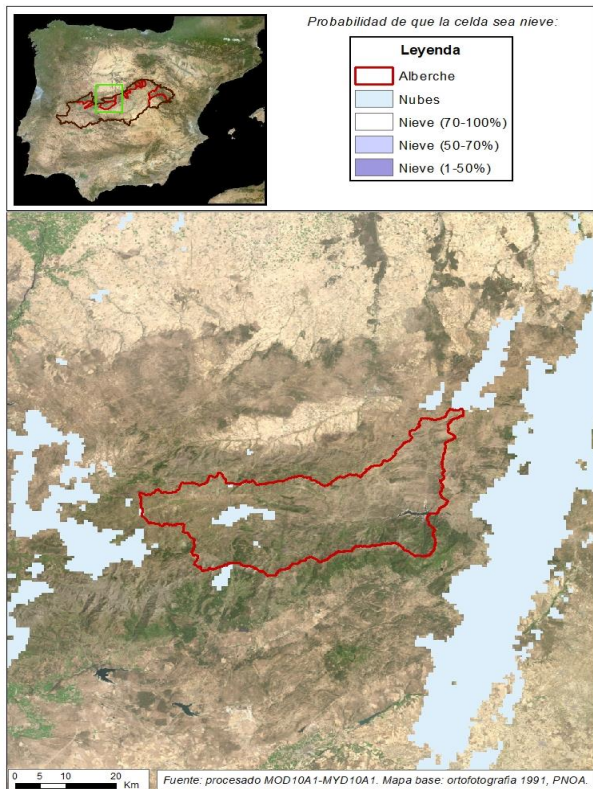 Probabilidad de que la celda sea nieve:
Leyenda
Alberche
Nubes
Nieve (70-100%)
Nieve (50-70%)
Nieve (1-50%)
0 5 10 20
Km
Fuente: procesado MOD10A1-MYD10A1. Mapa base: ortofotografia 1991, PNOA.